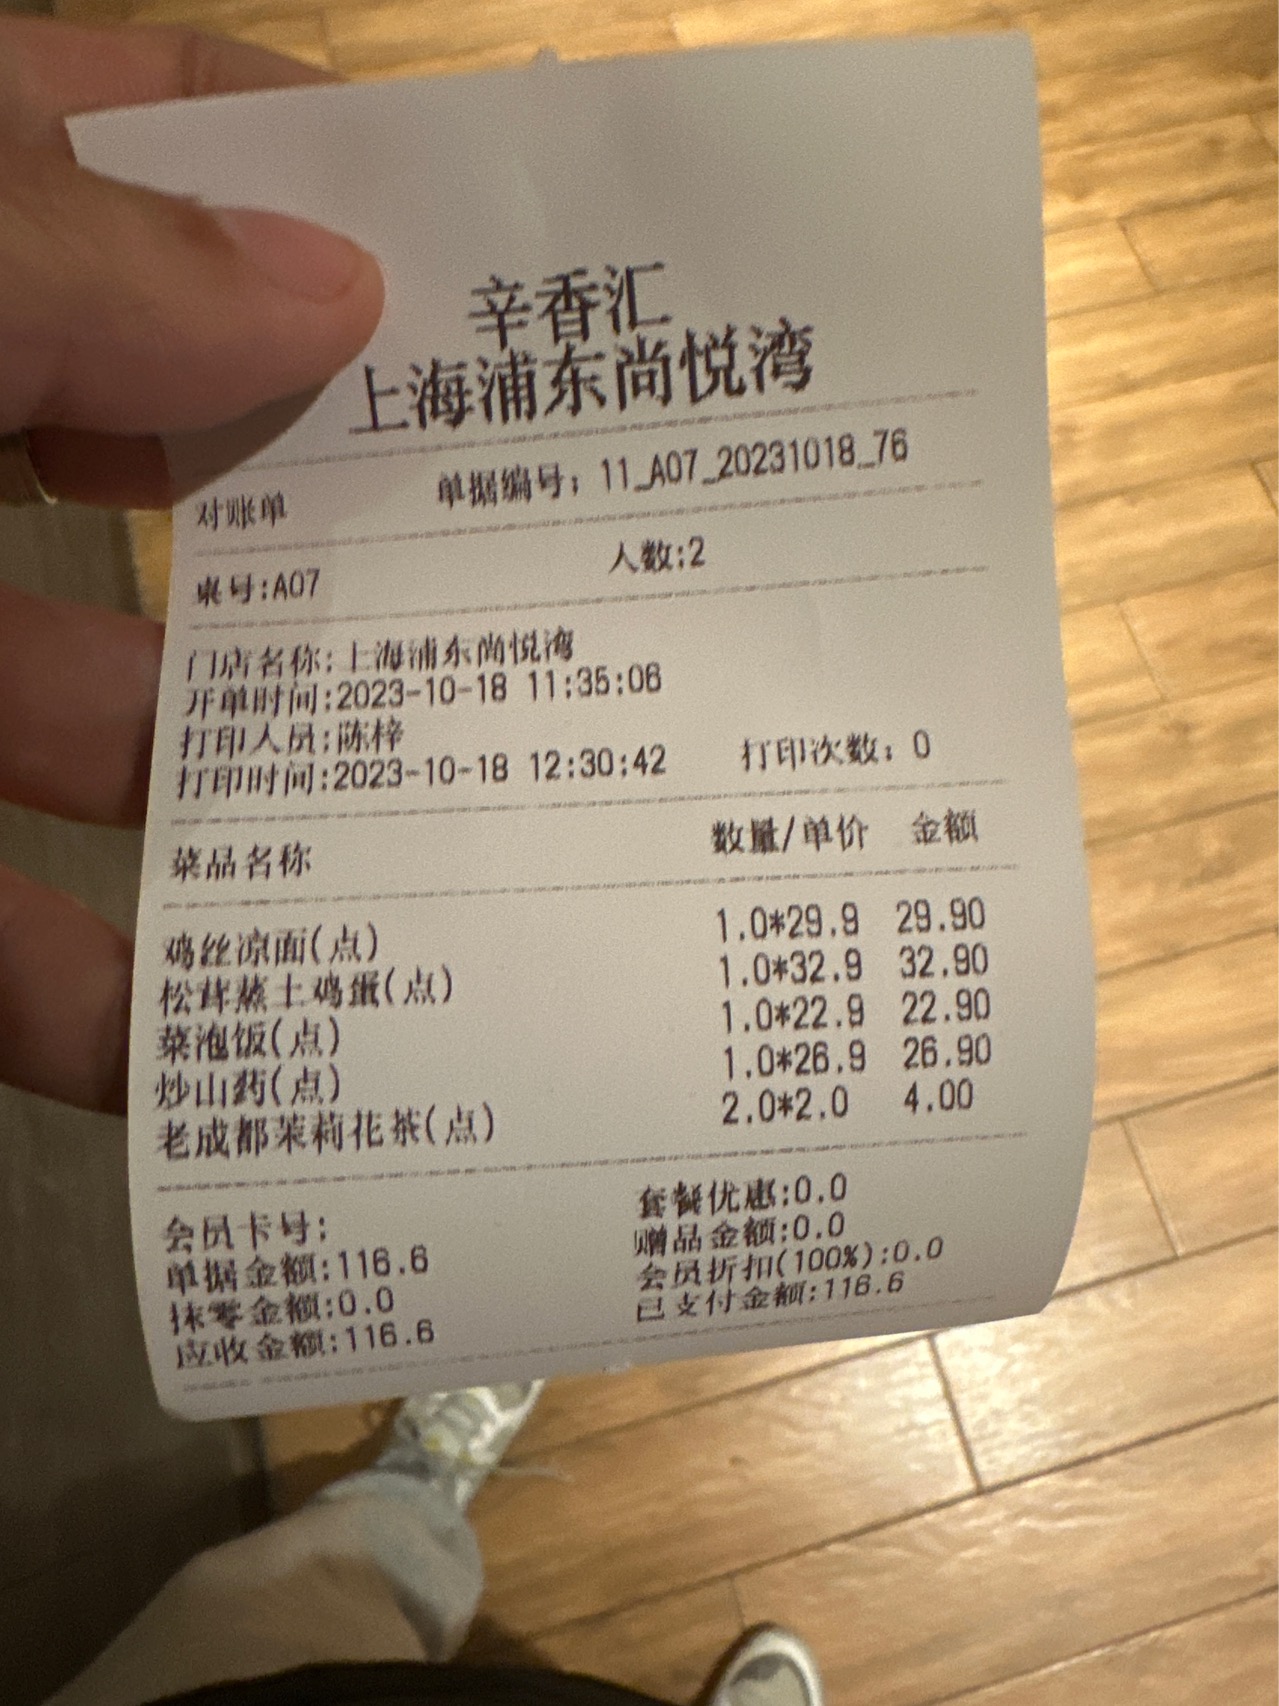 辛香汇
上海浦东尚悦湾
对账单 单据编号：11_A07_20231018_76
桌号:A07 人数:2
门店名称:上海浦东尚悦湾
开单时间:2023-10-18 11:35:06
打印人员:陈梓
打印时间:2023-10-18 12:30:42 打印次数：0
菜品名称 数量/单价 金额
鸡丝凉面(点) 1.0*29.9 29.90
松茸蒸土鸡蛋(点) 1.0*32.9 32.90
菜泡饭(点) 1.0*22.9 22.90
炒山药(点) 1.0*26.9 26.90
老成都茉莉花茶(点) 2.0*2.0 4.00
会员卡号: 套餐优惠:0.0
单据金额:116.6 赠品金额:0.0
抹零金额:0.0 会员折扣(100%):0.0
应收金额:116.6 已支付金额:116.6